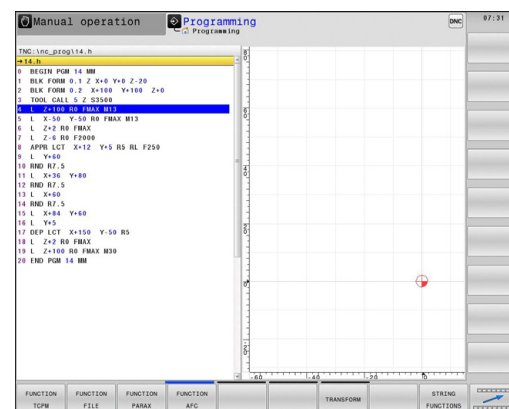 Manual operation
Programming
Programming
DNC
07:31
TNC:\nc_prog\14.h
→14.h
0 BEGIN PGM 14 MM
1 BLK FORM 0.1 Z X+0 Y+0 Z-20
2 BLK FORM 0.2 X+100 Y+100 Z+0
3 TOOL CALL 5 Z S3500
4 L Z+100 R0 FMAX M13
5 L X-50 Y-50 R0 FMAX M13
6 L Z+2 R0 FMAX
7 L Z-6 R0 F2000
8 APPR LCT X+12 Y+5 R5 RL F250
9 L Y+60
10 RND R7.5
11 L X+36 Y+80
12 RND R7.5
13 L X+60
14 RND R7.5
15 L X+84 Y+60
16 L Y+5
17 DEP LCT X+150 Y-50 R5
18 L Z+2 R0 FMAX
19 L Z+100 R0 FMAX M30
20 END PGM 14 MM
-60 -40 -20 0
FUNCTION TCPM
FUNCTION FILE
FUNCTION PARAX
FUNCTION AFC
TRANSFORM
STRING FUNCTIONS